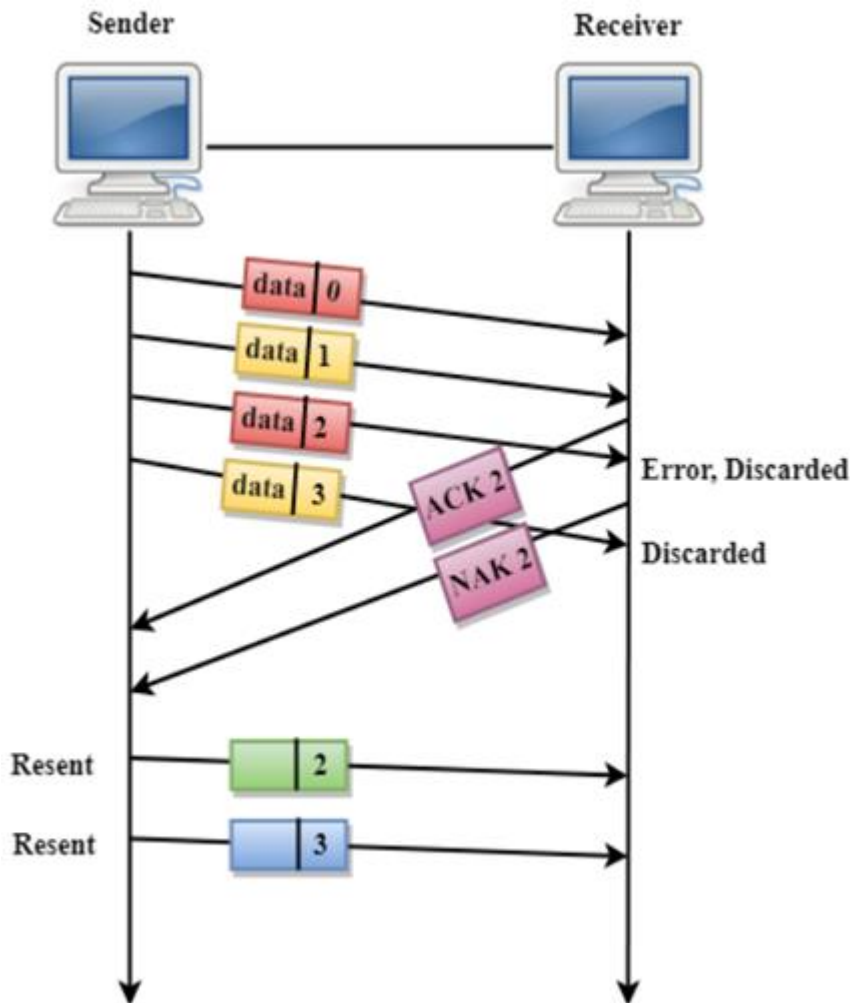 Sender
Receiver
data 0
data 1
data 2
Error, Discarded
ACK 2
data 3
Discarded
NAK 2
Resent
2
Resent
3